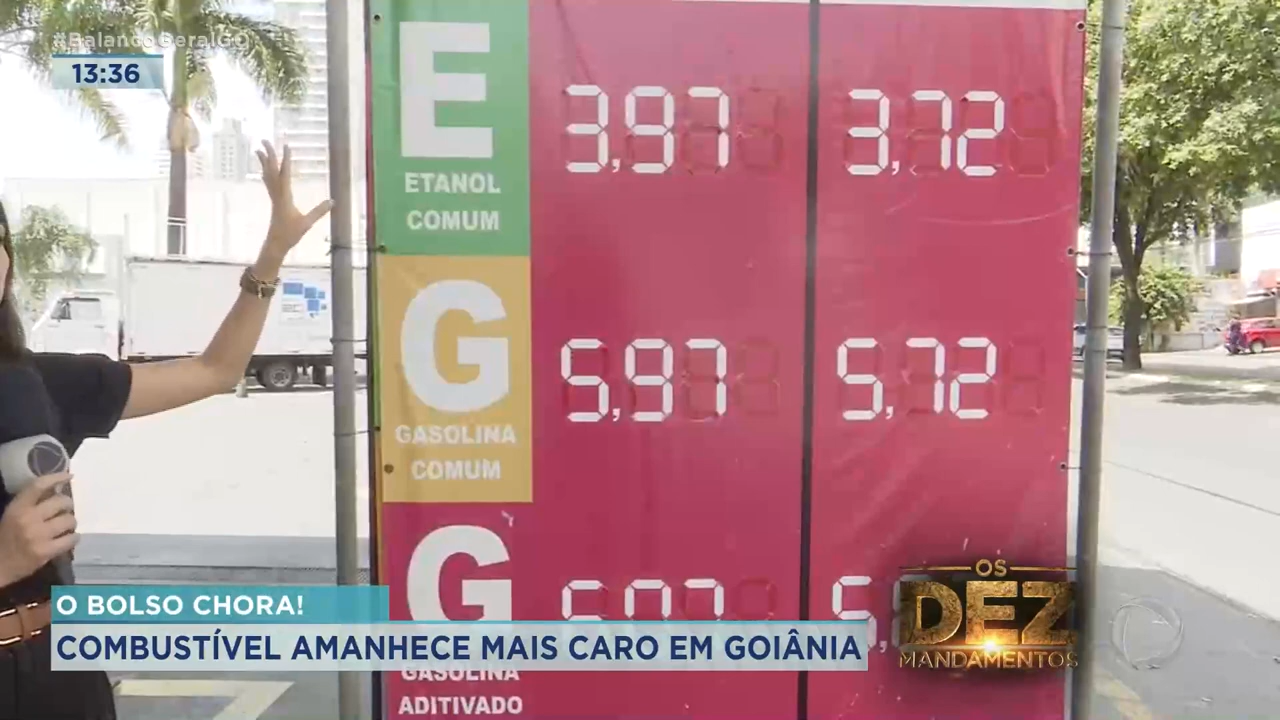 #BalançoGeralGO
13:36
E
ETANOL
COMUM
3,97
3,72
G
GASOLINA
COMUM
5,97
5,72
G
GASOLINA
ADITIVADO
O BOLSO CHORA!
COMBUSTÍVEL AMANHECE MAIS CARO EM GOIÂNIA
OS
DEZ
MANDAMENTOS